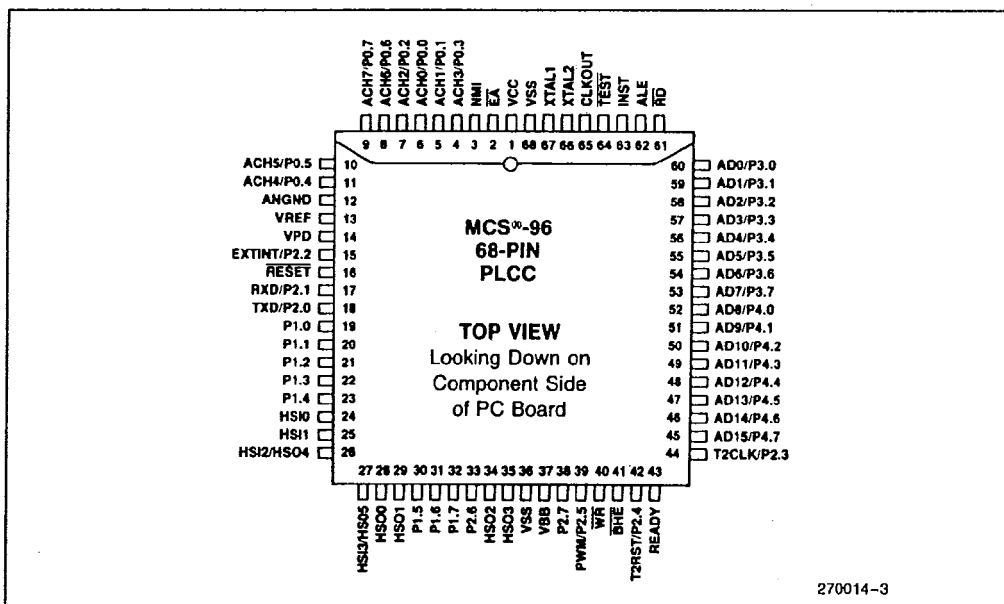 ACH7/P0.7
ACH6/P0.6
ACH2/P0.2
ACH0/P0.0
ACH1/P0.1
ACH3/P0.3
NMI
EA
VCC
VSS
XTAL1
XTAL2
CLKOUT
TEST
INST
ALE
RD
9 8 7 6 5 4 3 2 1 68 67 66 65 64 63 62 61
ACH5/P0.5 10
ACH4/P0.4 11
ANGND 12
VREF 13
VPD 14
EXTINT/P2.2 15
RESET 16
RXD/P2.1 17
TXD/P2.0 18
P1.0 19
P1.1 20
P1.2 21
P1.3 22
P1.4 23
HSI0 24
HSI1 25
HSI2/HSO4 26
MCS®-96
68-PIN
PLCC
TOP VIEW
Looking Down on
Component Side
of PC Board
60 AD0/P3.0
59 AD1/P3.1
58 AD2/P3.2
57 AD3/P3.3
56 AD4/P3.4
55 AD5/P3.5
54 AD6/P3.6
53 AD7/P3.7
52 AD8/P4.0
51 AD9/P4.1
50 AD10/P4.2
49 AD11/P4.3
48 AD12/P4.4
47 AD13/P4.5
46 AD14/P4.6
45 AD15/P4.7
44 T2CLK/P2.3
27 28 29 30 31 32 33 34 35 36 37 38 39 40 41 42 43
HSI3/HSO5
HSO0
HSO1
P1.5
P1.6
P1.7
P2.6
HSO2
HSO3
VSS
VBB
P2.7
PWM/P2.5
WR
BHE
T2RST/P2.4
READY
270014-3